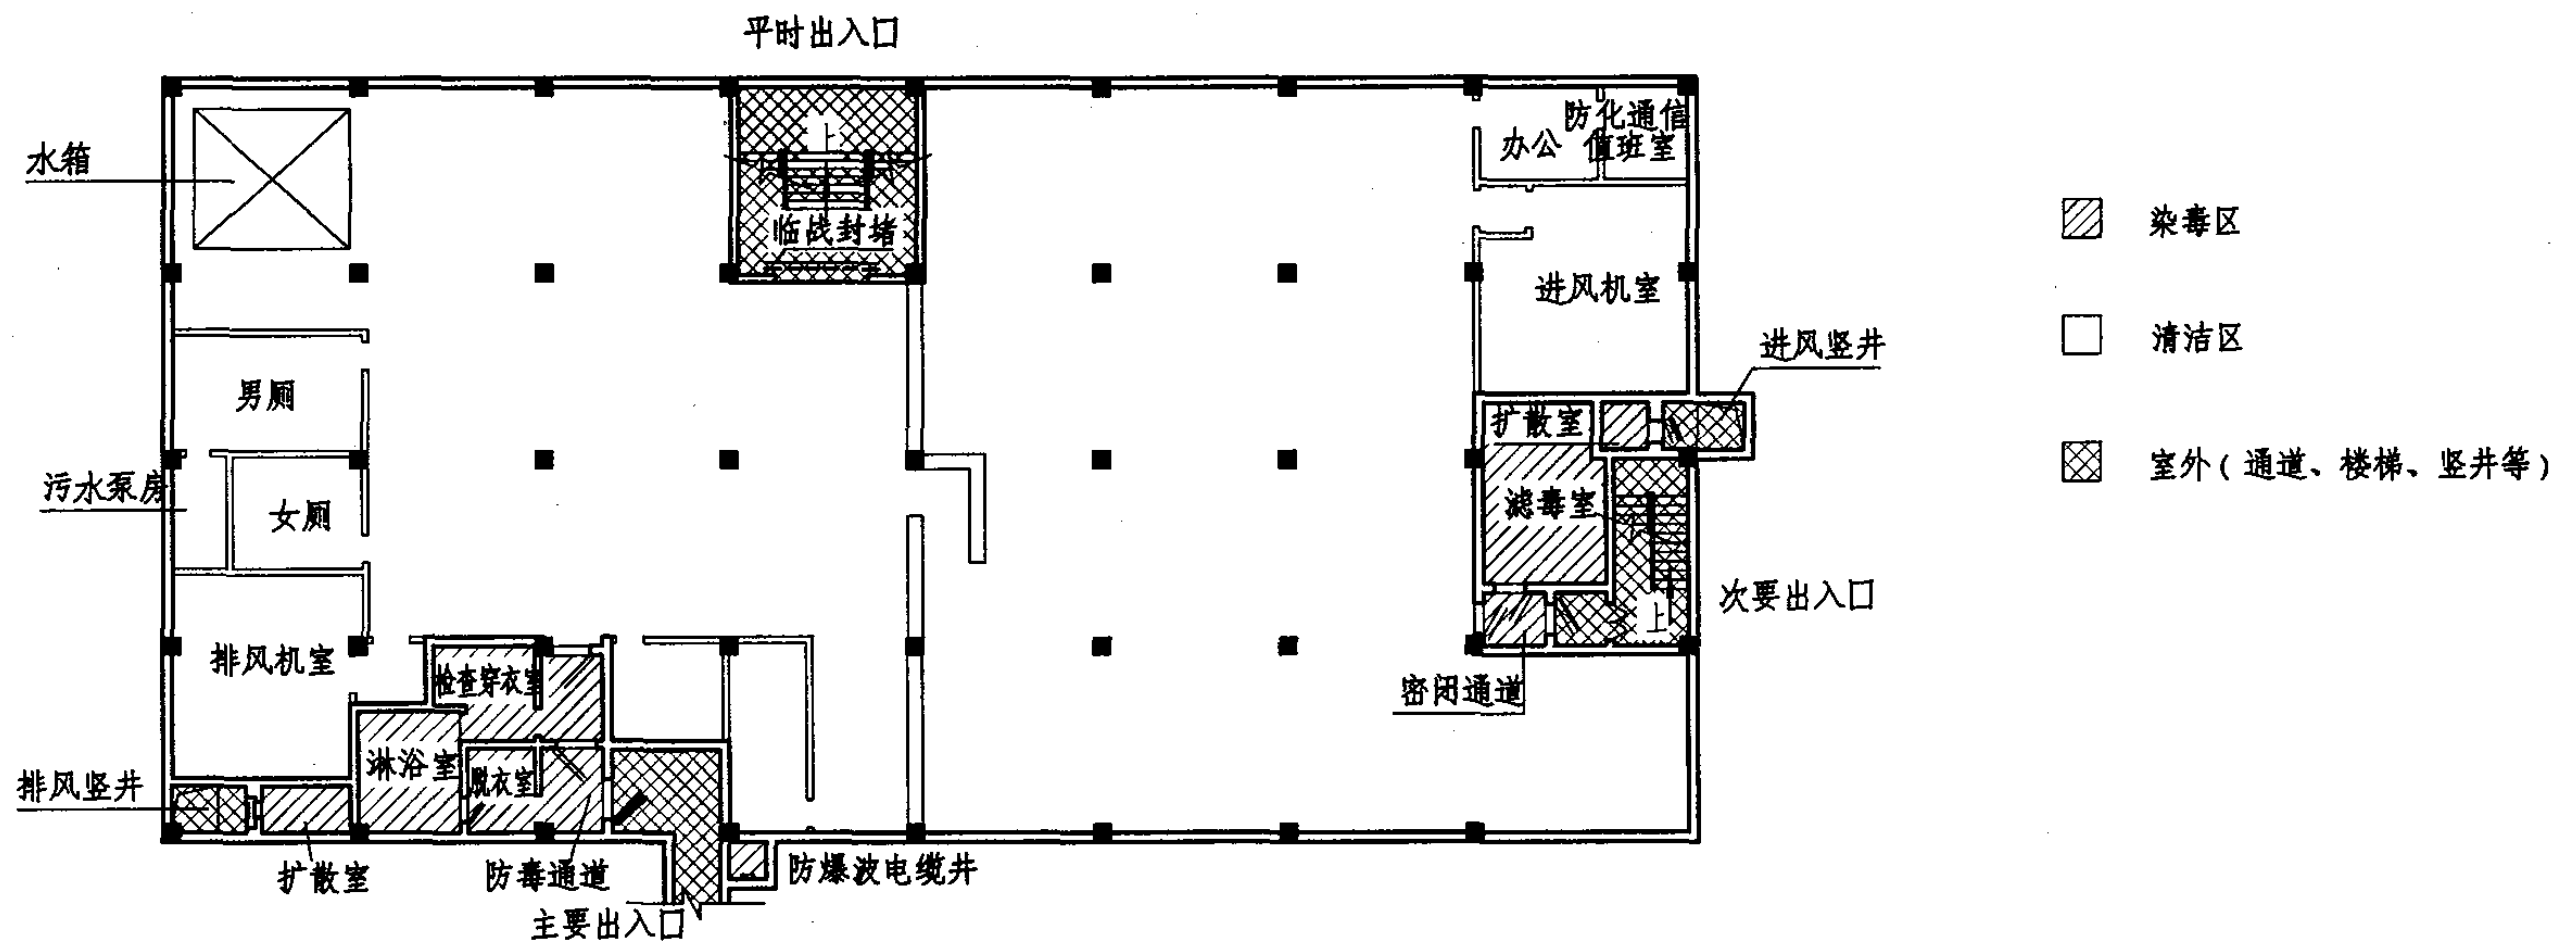 平时出入口
水箱
上
临战封堵
办公
防化通信
值班室
进风机室
进风竖井
男厕
污水泵房
女厕
扩散室
滤毒室
次要出入口
上
排风机室
检查穿衣室
密闭通道
淋浴室
脱衣室
排风竖井
扩散室
防毒通道
防爆波电缆井
主要出入口
染毒区
清洁区
室外(通道、楼梯、竖井等)